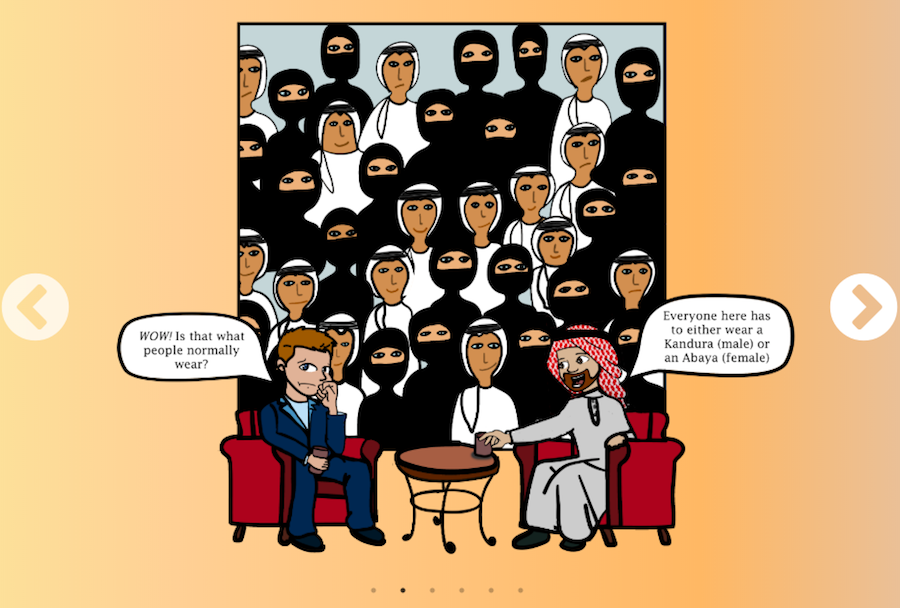 WOW! Is that what
people normally
wear?
Everyone here has
to either wear a
Kandura (male) or
an Abaya (female)